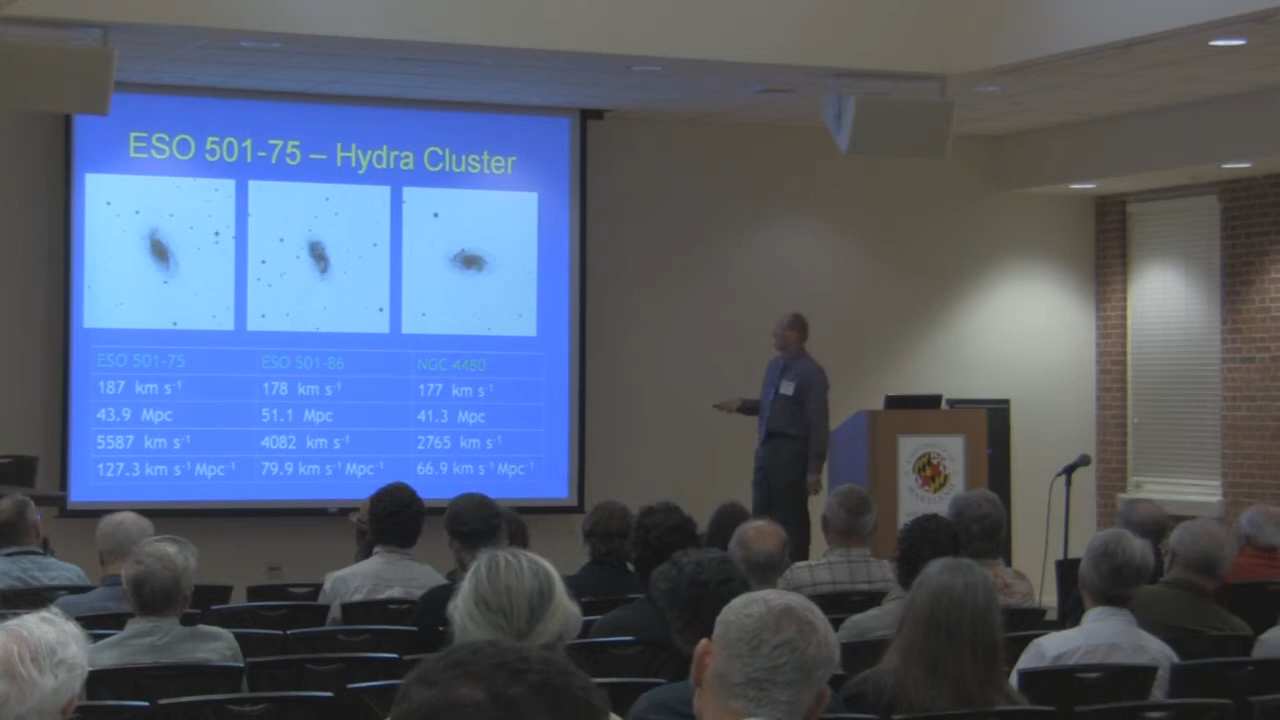 ESO 501-75 – Hydra Cluster
ESO 501-75 ESO 501-86 NGC 4480
187 km s⁻¹ 178 km s⁻¹ 177 km s⁻¹
43.9 Mpc 51.1 Mpc 41.3 Mpc
5587 km s⁻¹ 4082 km s⁻¹ 2765 km s⁻¹
127.3 km s⁻¹ Mpc⁻¹ 79.9 km s⁻¹ Mpc⁻¹ 66.9 km s⁻¹ Mpc⁻¹
MARYLAND